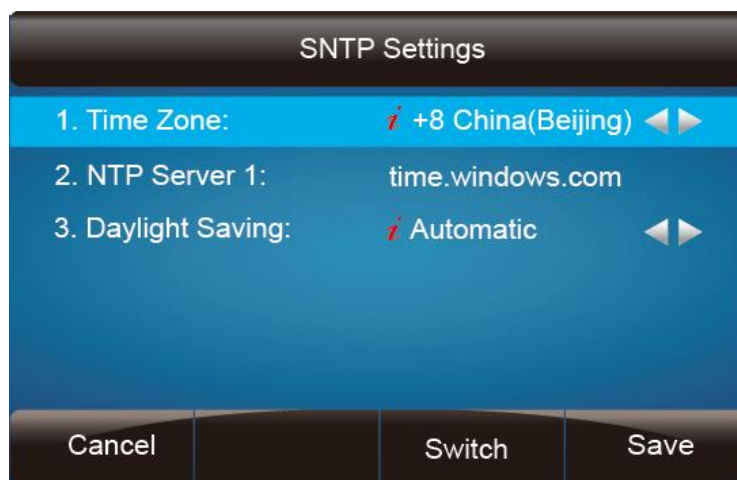 SNTP Settings
1. Time Zone: i +8 China(Beijing)
2. NTP Server 1: time.windows.com
3. Daylight Saving: i Automatic
Cancel Switch Save